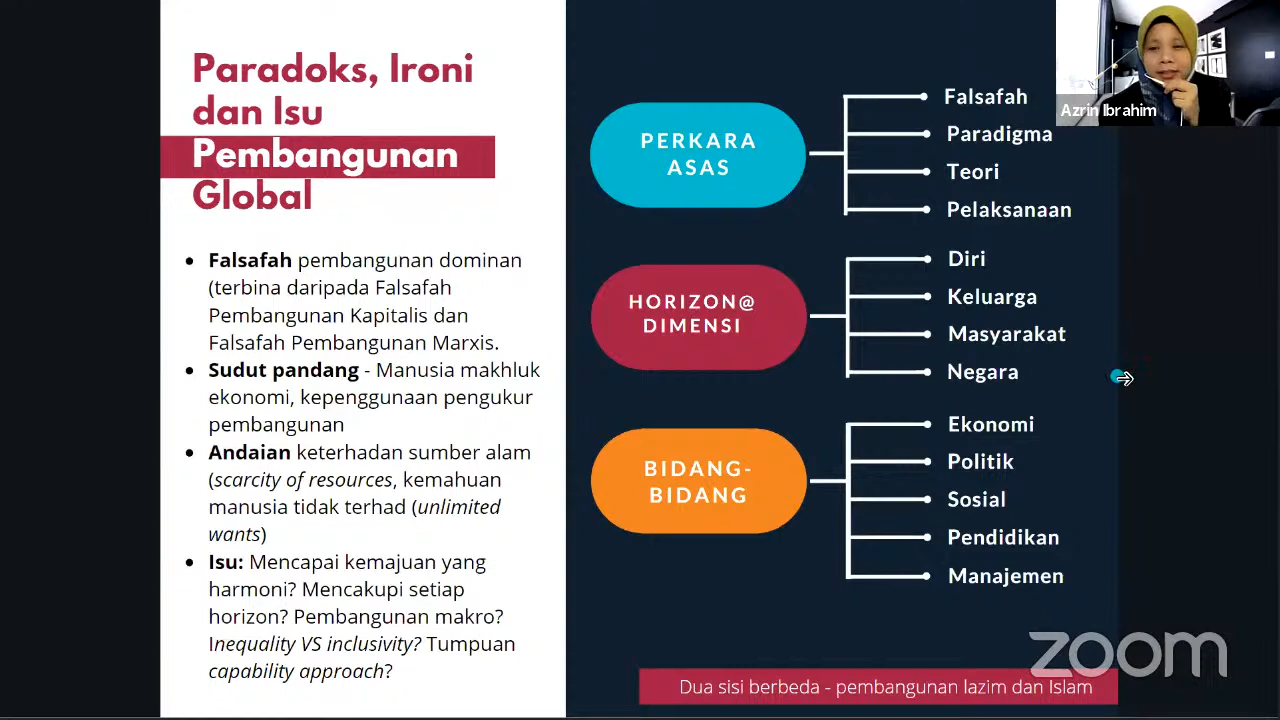 Paradoks, Ironi
dan Isu
Pembangunan
Global
• Falsafah pembangunan dominan
(terbina daripada Falsafah
Pembangunan Kapitalis dan
Falsafah Pembangunan Marxis.
• Sudut pandang - Manusia makhluk
ekonomi, kepenggunaan pengukur
pembangunan
• Andaian keterhadan sumber alam
(scarcity of resources, kemahuan
manusia tidak terhad (unlimited
wants)
• Isu: Mencapai kemajuan yang
harmoni? Mencakupi setiap
horizon? Pembangunan makro?
Inequality VS inclusivity? Tumpuan
capability approach?
PERKARA
ASAS
Falsafah
Paradigma
Teori
Pelaksanaan
HORIZON@
DIMENSI
Diri
Keluarga
Masyarakat
Negara
BIDANG-
BIDANG
Ekonomi
Politik
Sosial
Pendidikan
Manajemen
Dua sisi berbeda - pembangunan lazim dan Islam
Azrin Ibrahim
zoom